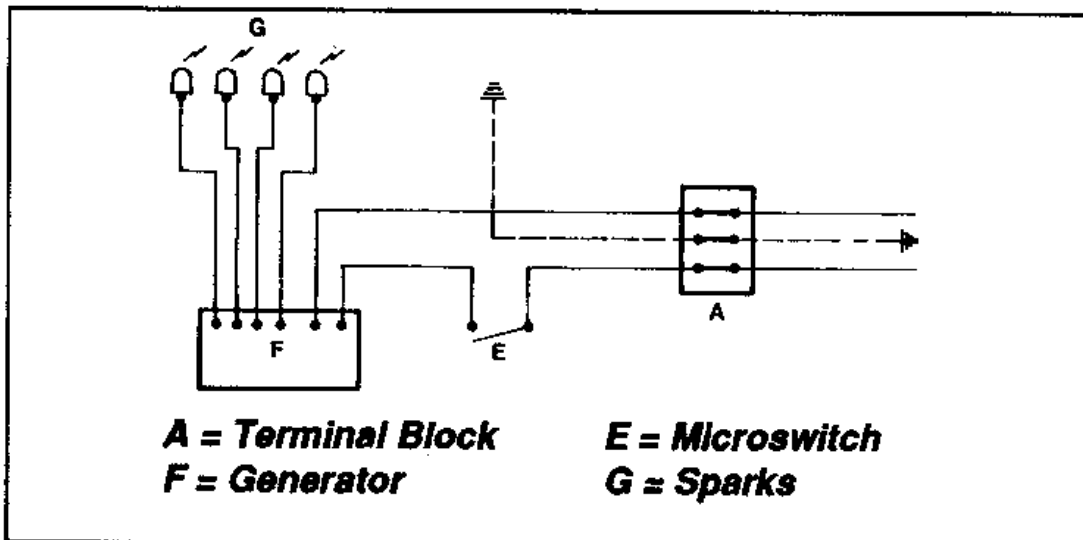 G
A
F
E
A = Terminal Block
E = Microswitch
F = Generator
G = Sparks